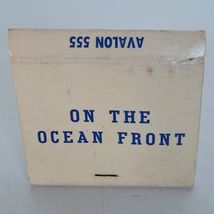 AVALON 555
ON THE
OCEAN FRONT